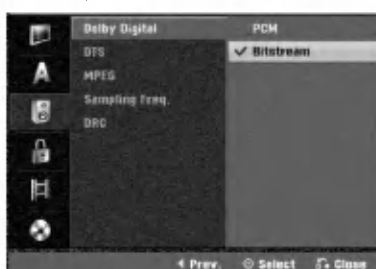 Dolby Digital
DTS
MPEG
Sampling Freq.
DRC
PCM
✓ Bitstream
A
Prev. Select Close